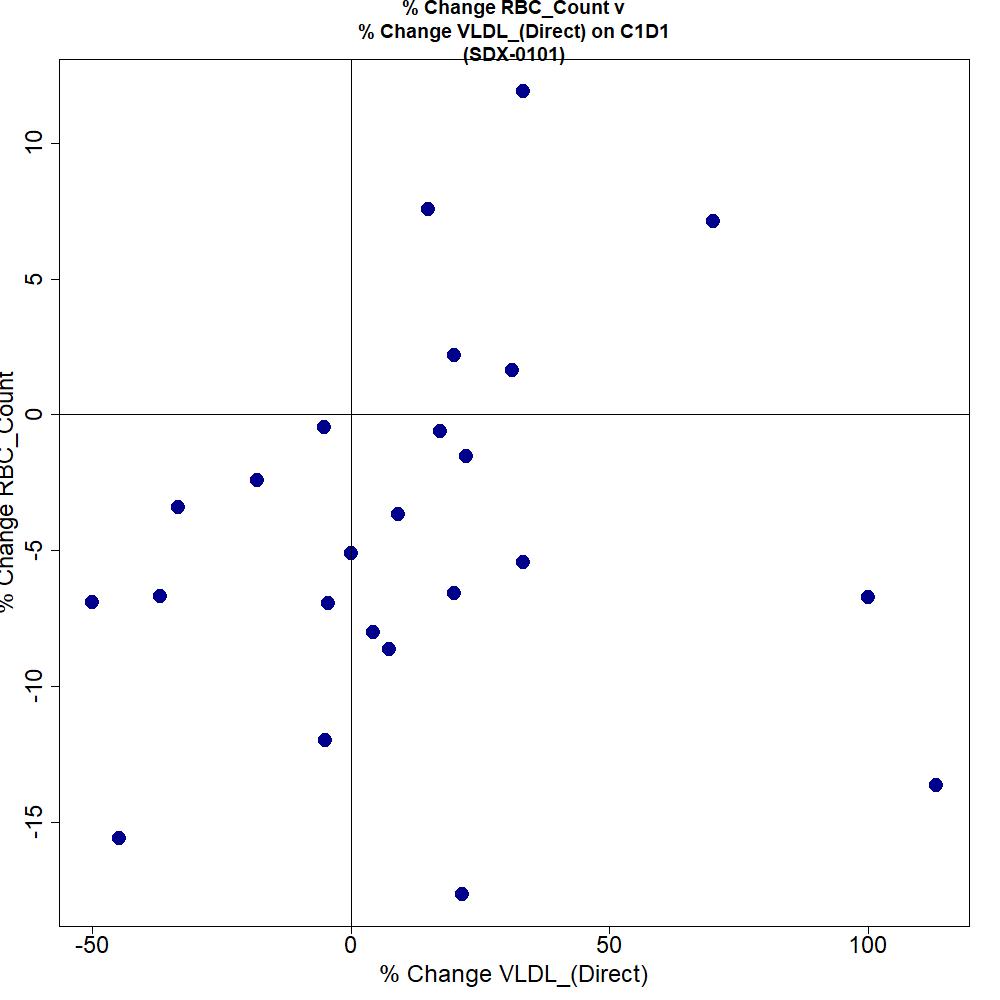 % Change RBC_Count v
% Change VLDL_(Direct) on C1D1
(SDX-0101)
% Change RBC_Count
10
5
0
-5
-10
-15
-50
0
50
100
% Change VLDL_(Direct)